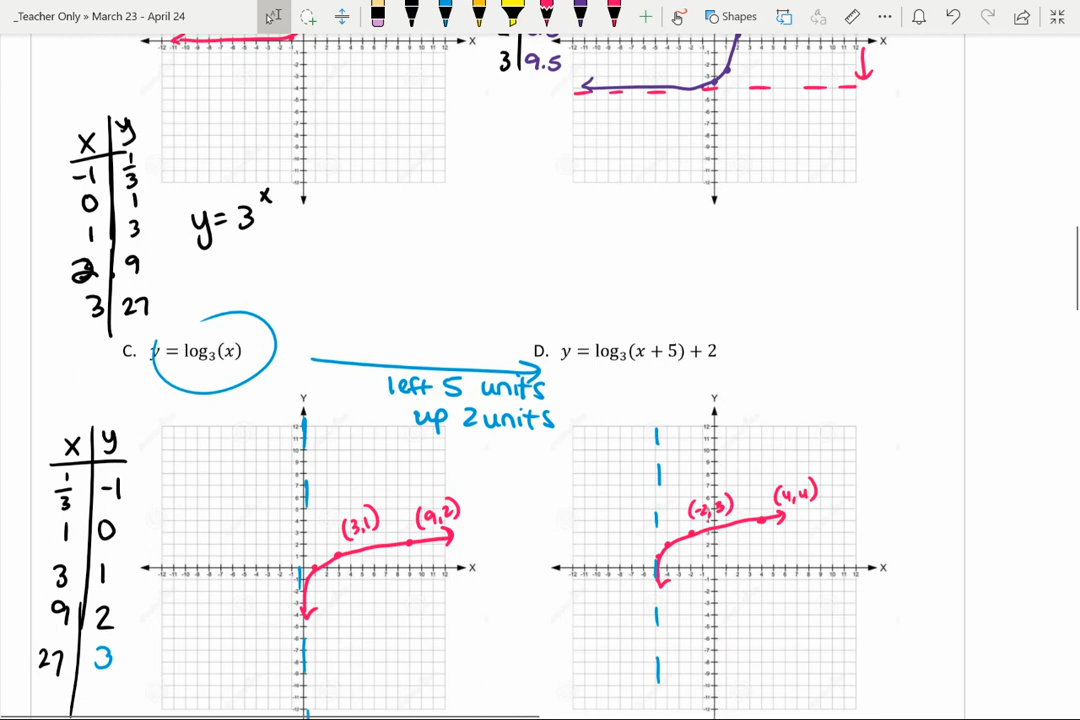 _Teacher Only » March 23 - April 24
Shapes
X
X
3 9.5
x y
-1 1/3
0 1
1 3
2 9
3 27
y = 3^x
C. y = log₃(x)
D. y = log₃(x + 5) + 2
left 5 units
up 2 units
Y
Y
x y
1/3 -1
1 0
3 1
9 2
27 3
(3,1)
(9,2)
(-2,3)
(4,4)
X
X